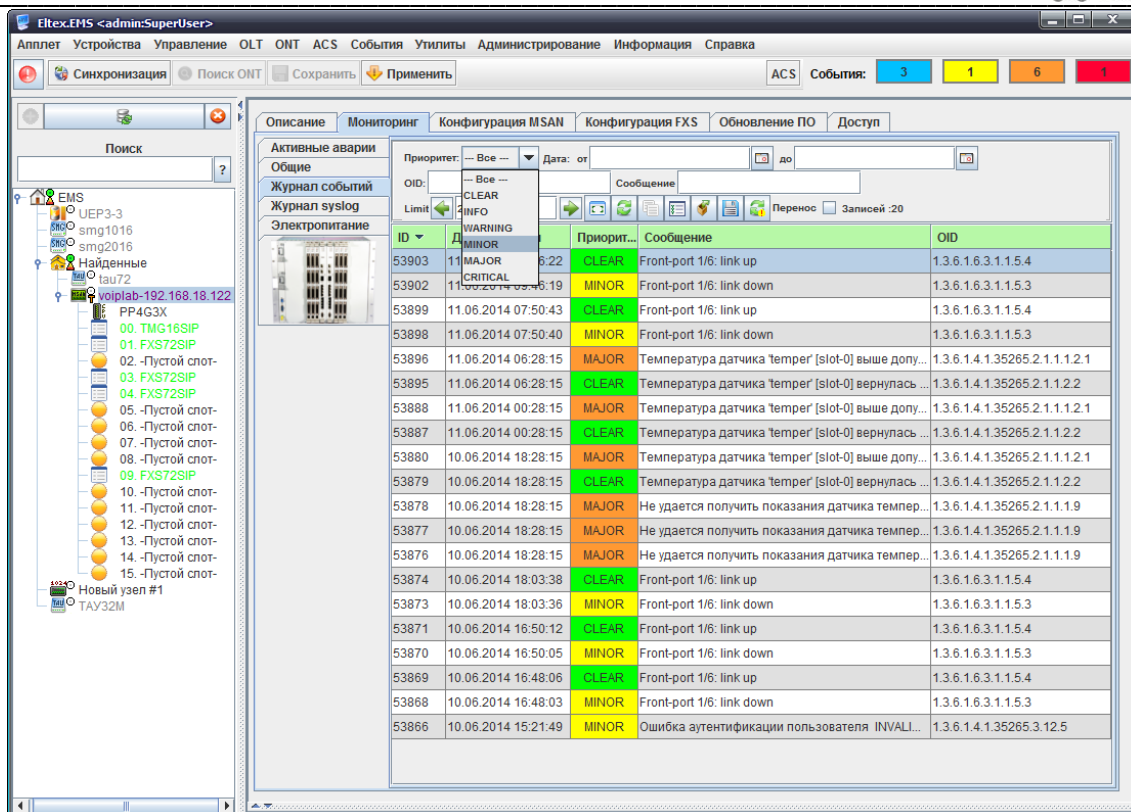 Eltex.EMS <admin:SuperUser>
Апплет Устройства Управление OLT ONT ACS События Утилиты Администрирование Информация Справка
Синхронизация Поиск ONT Сохранить Применить ACS События: 3 1 6 1
Поиск
?
EMS
UEP3-3
smg1016
smg2016
Найденные
tau72
voiplab-192.168.18.122
PP4G3X
00. TMG16SIP
01. FXS72SIP
02. -Пустой слот-
03. FXS72SIP
04. FXS72SIP
05. -Пустой слот-
06. -Пустой слот-
07. -Пустой слот-
08. -Пустой слот-
09. FXS72SIP
10. -Пустой слот-
11. -Пустой слот-
12. -Пустой слот-
13. -Пустой слот-
14. -Пустой слот-
15. -Пустой слот-
Новый узел #1
ТАУ32М
Описание Мониторинг Конфигурация MSAN Конфигурация FXS Обновление ПО Доступ
Активные аварии
Общие
Журнал событий
Журнал syslog
Электропитание
Приоритет: --- Все --- Дата: от до
OID: Сообщение
Limit Перенос Записей :20
--- Все ---
CLEAR
INFO
WARNING
MINOR
MAJOR
CRITICAL
ID Приорит... Сообщение OID
53903 CLEAR Front-port 1/6: link up 1.3.6.1.6.3.1.1.5.4
53902 11.06.2014 09:46:19 MINOR Front-port 1/6: link down 1.3.6.1.6.3.1.1.5.3
53899 11.06.2014 07:50:43 CLEAR Front-port 1/6: link up 1.3.6.1.6.3.1.1.5.4
53898 11.06.2014 07:50:40 MINOR Front-port 1/6: link down 1.3.6.1.6.3.1.1.5.3
53896 11.06.2014 06:28:15 MAJOR Температура датчика 'temper' [slot-0] выше допу... 1.3.6.1.4.1.35265.2.1.1.1.2.1
53895 11.06.2014 06:28:15 CLEAR Температура датчика 'temper' [slot-0] вернулась ... 1.3.6.1.4.1.35265.2.1.1.2.2
53888 11.06.2014 00:28:15 MAJOR Температура датчика 'temper' [slot-0] выше допу... 1.3.6.1.4.1.35265.2.1.1.1.2.1
53887 11.06.2014 00:28:15 CLEAR Температура датчика 'temper' [slot-0] вернулась ... 1.3.6.1.4.1.35265.2.1.1.2.2
53880 10.06.2014 18:28:15 MAJOR Температура датчика 'temper' [slot-0] выше допу... 1.3.6.1.4.1.35265.2.1.1.1.2.1
53879 10.06.2014 18:28:15 CLEAR Температура датчика 'temper' [slot-0] вернулась ... 1.3.6.1.4.1.35265.2.1.1.2.2
53878 10.06.2014 18:28:15 MAJOR Не удается получить показания датчика темпер... 1.3.6.1.4.1.35265.2.1.1.1.9
53877 10.06.2014 18:28:15 MAJOR Не удается получить показания датчика темпер... 1.3.6.1.4.1.35265.2.1.1.1.9
53876 10.06.2014 18:28:15 MAJOR Не удается получить показания датчика темпер... 1.3.6.1.4.1.35265.2.1.1.1.9
53874 10.06.2014 18:03:38 CLEAR Front-port 1/6: link up 1.3.6.1.6.3.1.1.5.4
53873 10.06.2014 18:03:36 MINOR Front-port 1/6: link down 1.3.6.1.6.3.1.1.5.3
53871 10.06.2014 16:50:12 CLEAR Front-port 1/6: link up 1.3.6.1.6.3.1.1.5.4
53870 10.06.2014 16:50:05 MINOR Front-port 1/6: link down 1.3.6.1.6.3.1.1.5.3
53869 10.06.2014 16:48:06 CLEAR Front-port 1/6: link up 1.3.6.1.6.3.1.1.5.4
53868 10.06.2014 16:48:03 MINOR Front-port 1/6: link down 1.3.6.1.6.3.1.1.5.3
53866 10.06.2014 15:21:49 MINOR Ошибка аутентификации пользователя INVALI... 1.3.6.1.4.1.35265.3.12.5